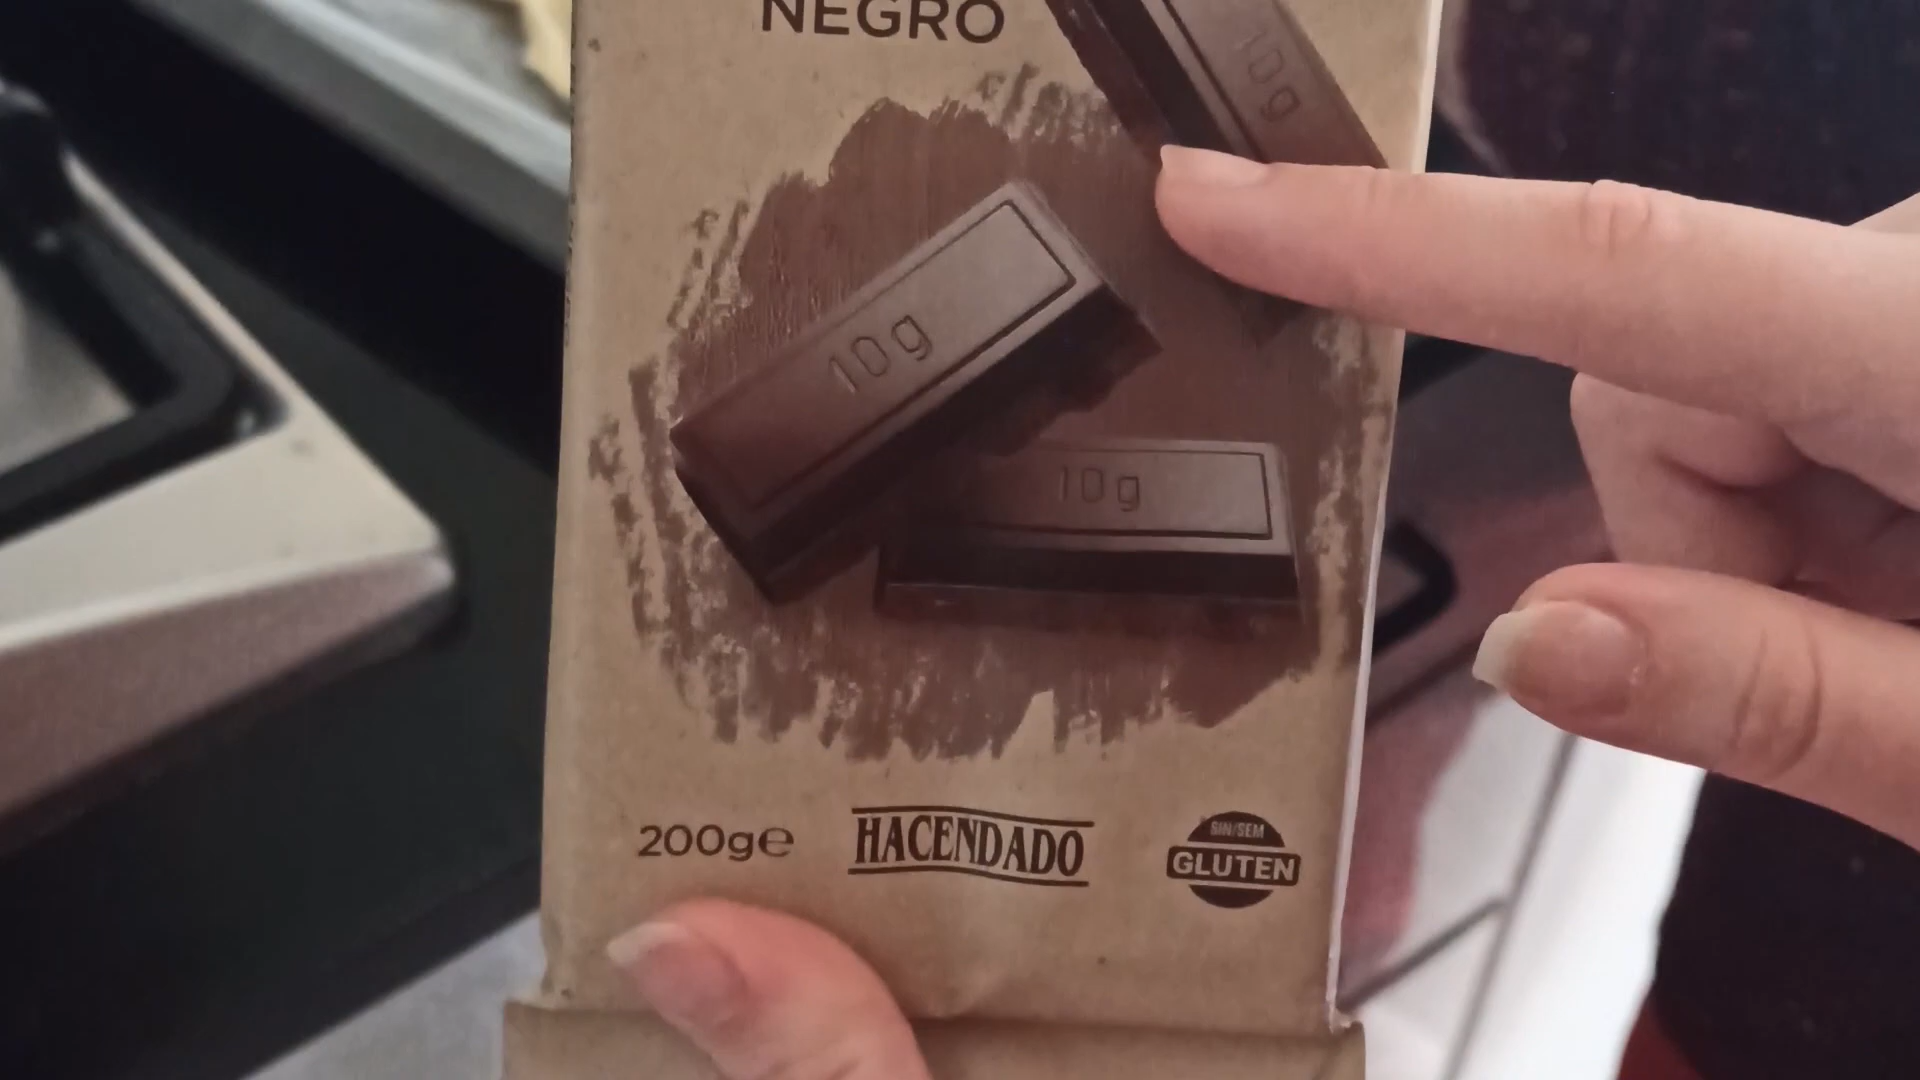 NEGRO
10g
10g
10g
200g℮
HACENDADO
SIN/SEM
GLUTEN